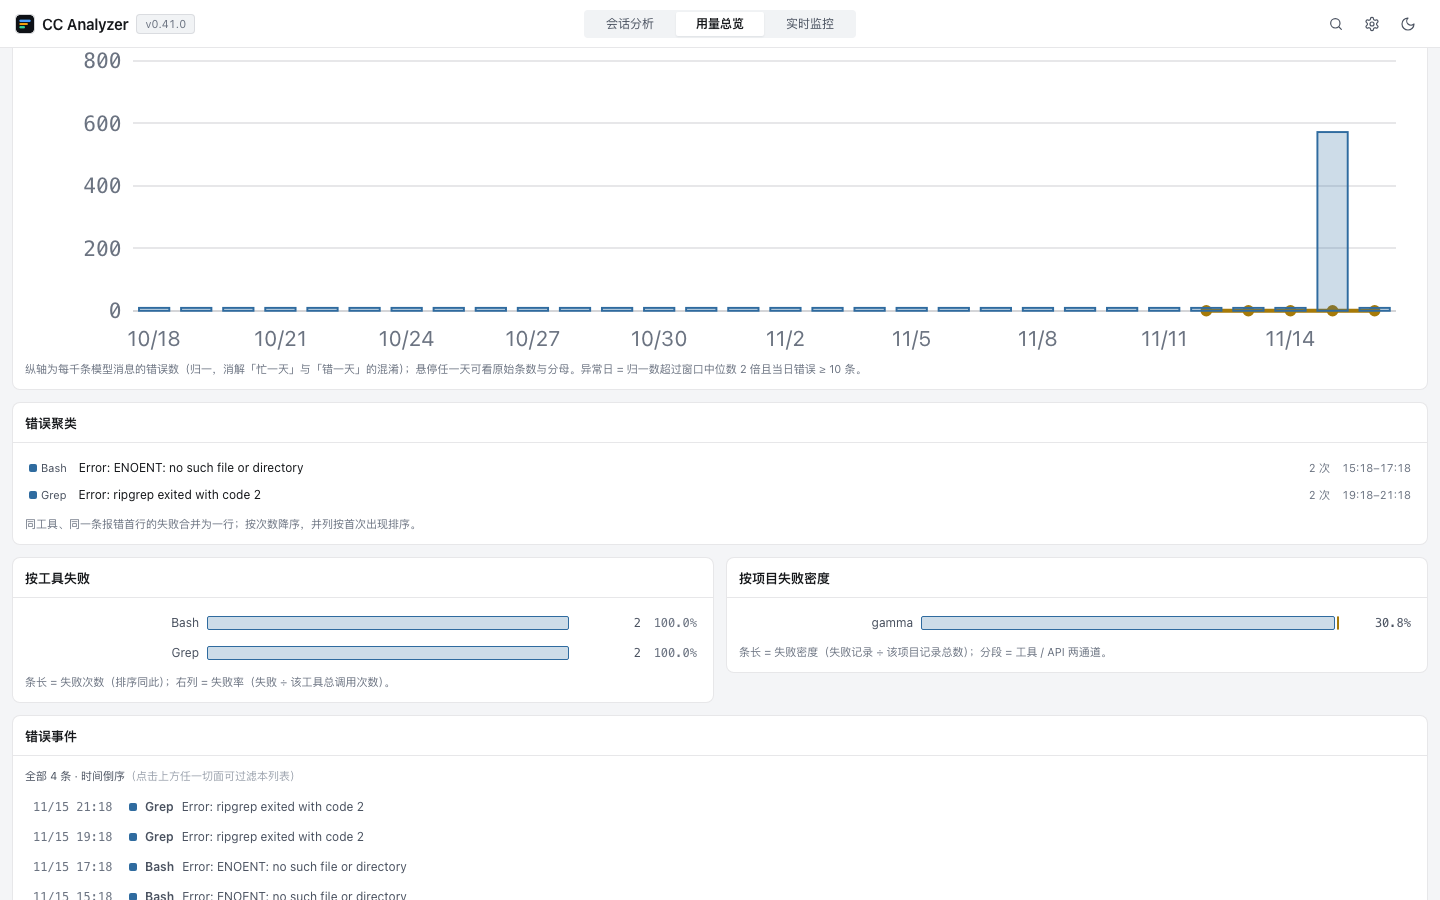 CC Analyzer v0.41.0 会话分析 用量总览 实时监控
800
600
400
200
0
10/18 10/21 10/24 10/27 10/30 11/2 11/5 11/8 11/11 11/14
纵轴为每千条模型消息的错误数（归一，消解「忙一天」与「错一天」的混淆）；悬停任一天可看原始条数与分母。异常日 = 归一数超过窗口中位数 2 倍且当日错误 ≥ 10 条。
错误聚类
Bash Error: ENOENT: no such file or directory 2 次 15:18–17:18
Grep Error: ripgrep exited with code 2 2 次 19:18–21:18
同工具、同一条报错首行的失败合并为一行；按次数降序，并列按首次出现排序。
按工具失败
Bash 2 100.0%
Grep 2 100.0%
条长 = 失败次数（排序同此）；右列 = 失败率（失败 ÷ 该工具总调用次数）。
按项目失败密度
gamma 30.8%
条长 = 失败密度（失败记录 ÷ 该项目记录总数）；分段 = 工具 / API 两通道。
错误事件
全部 4 条 · 时间倒序（点击上方任一切面可过滤本列表）
11/15 21:18 Grep Error: ripgrep exited with code 2
11/15 19:18 Grep Error: ripgrep exited with code 2
11/15 17:18 Bash Error: ENOENT: no such file or directory
11/15 15:18 Bash Error: ENOENT: no such file or directory